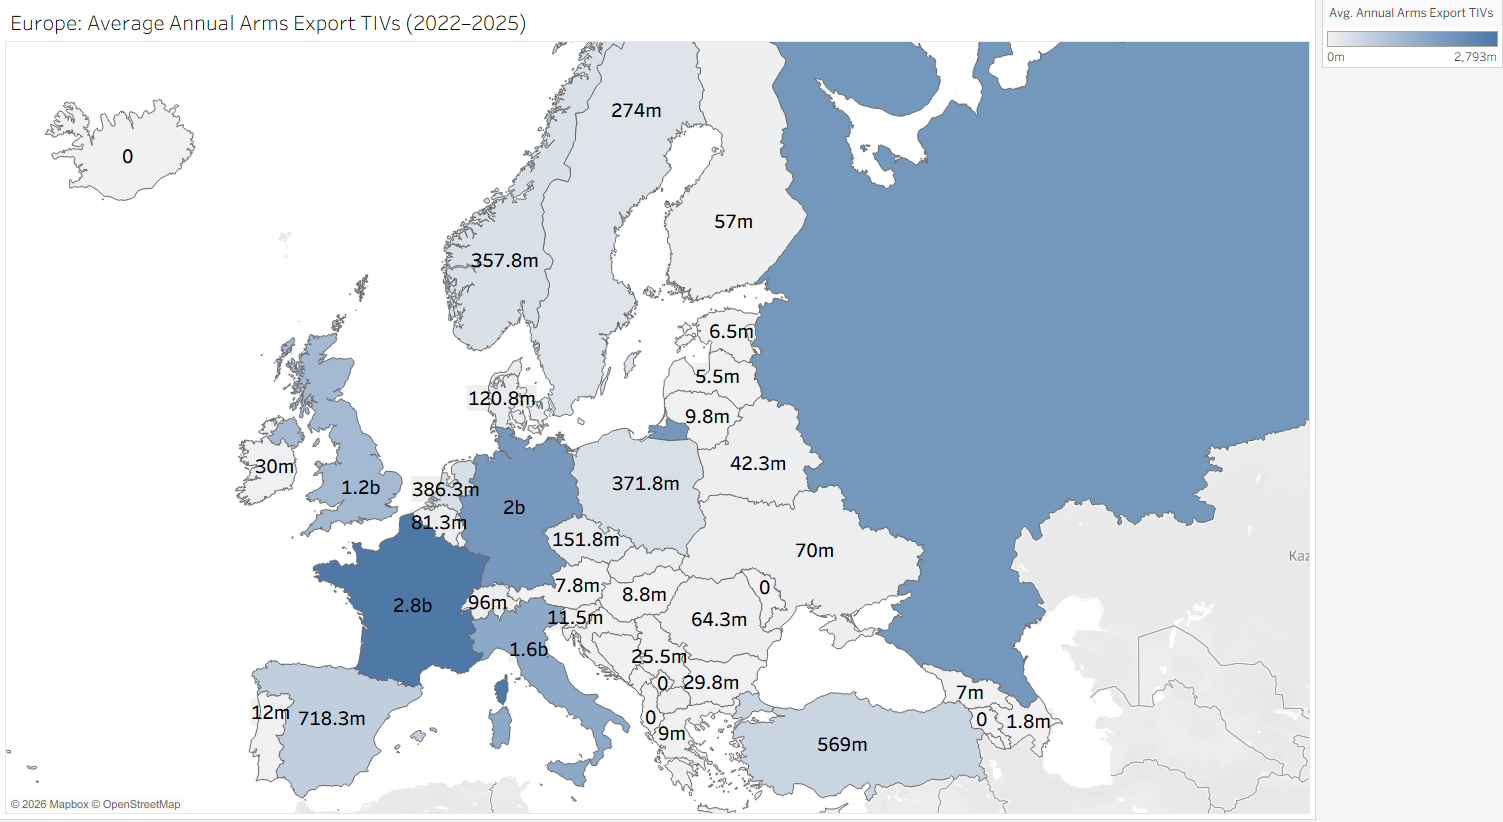 Europe: Average Annual Arms Export TIVs (2022–2025)
Avg. Annual Arms Export TIVs
0m 2,793m
274m
0
57m
357.8m
6.5m
5.5m
120.8m
9.8m
42.3m
30m
371.8m
1.2b
386.3m
2b
81.3m
151.8m
70m
Kaz
7.8m
0
8.8m
96m
2.8b
11.5m
64.3m
1.6b
25.5m
0
29.8m
7m
12m
718.3m
0
0
1.8m
9m
569m
© 2026 Mapbox © OpenStreetMap